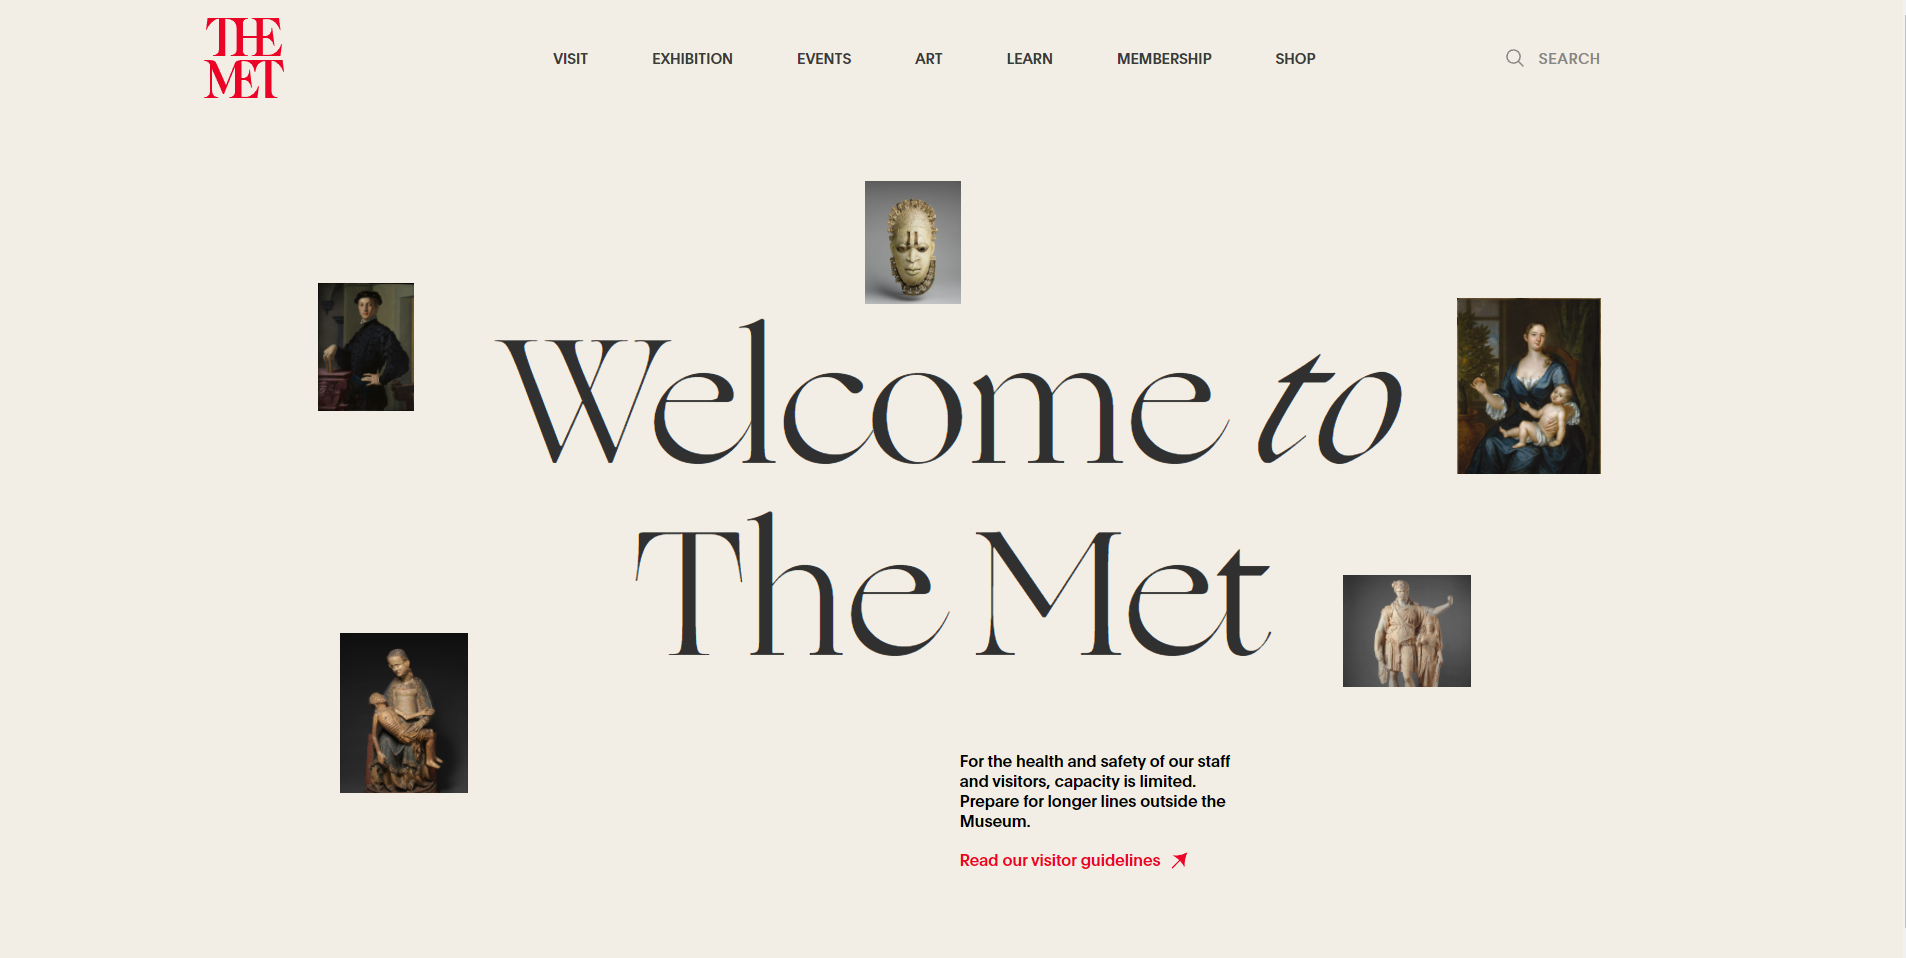 THE
MET
VISIT EXHIBITION EVENTS ART LEARN MEMBERSHIP SHOP SEARCH
Welcome to
The Met
For the health and safety of our staff
and visitors, capacity is limited.
Prepare for longer lines outside the
Museum.
Read our visitor guidelines